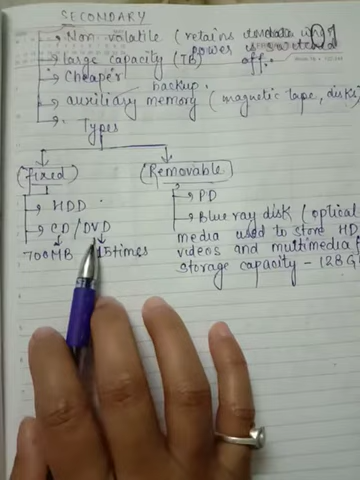 SECONDARY
→ Non volatile (retains data when
power is switched
off.
→ large capacity (TB)
→ Cheaper
backup
→ auxiliary memory (magnetic tape, disks)
Types
(Fixed)
(Removable)
→ HDD
→ CD/DVD
700MB 15times
→ PD
→ Blue ray disk (optical
media used to store HD
videos and multimedia
storage capacity - 128G